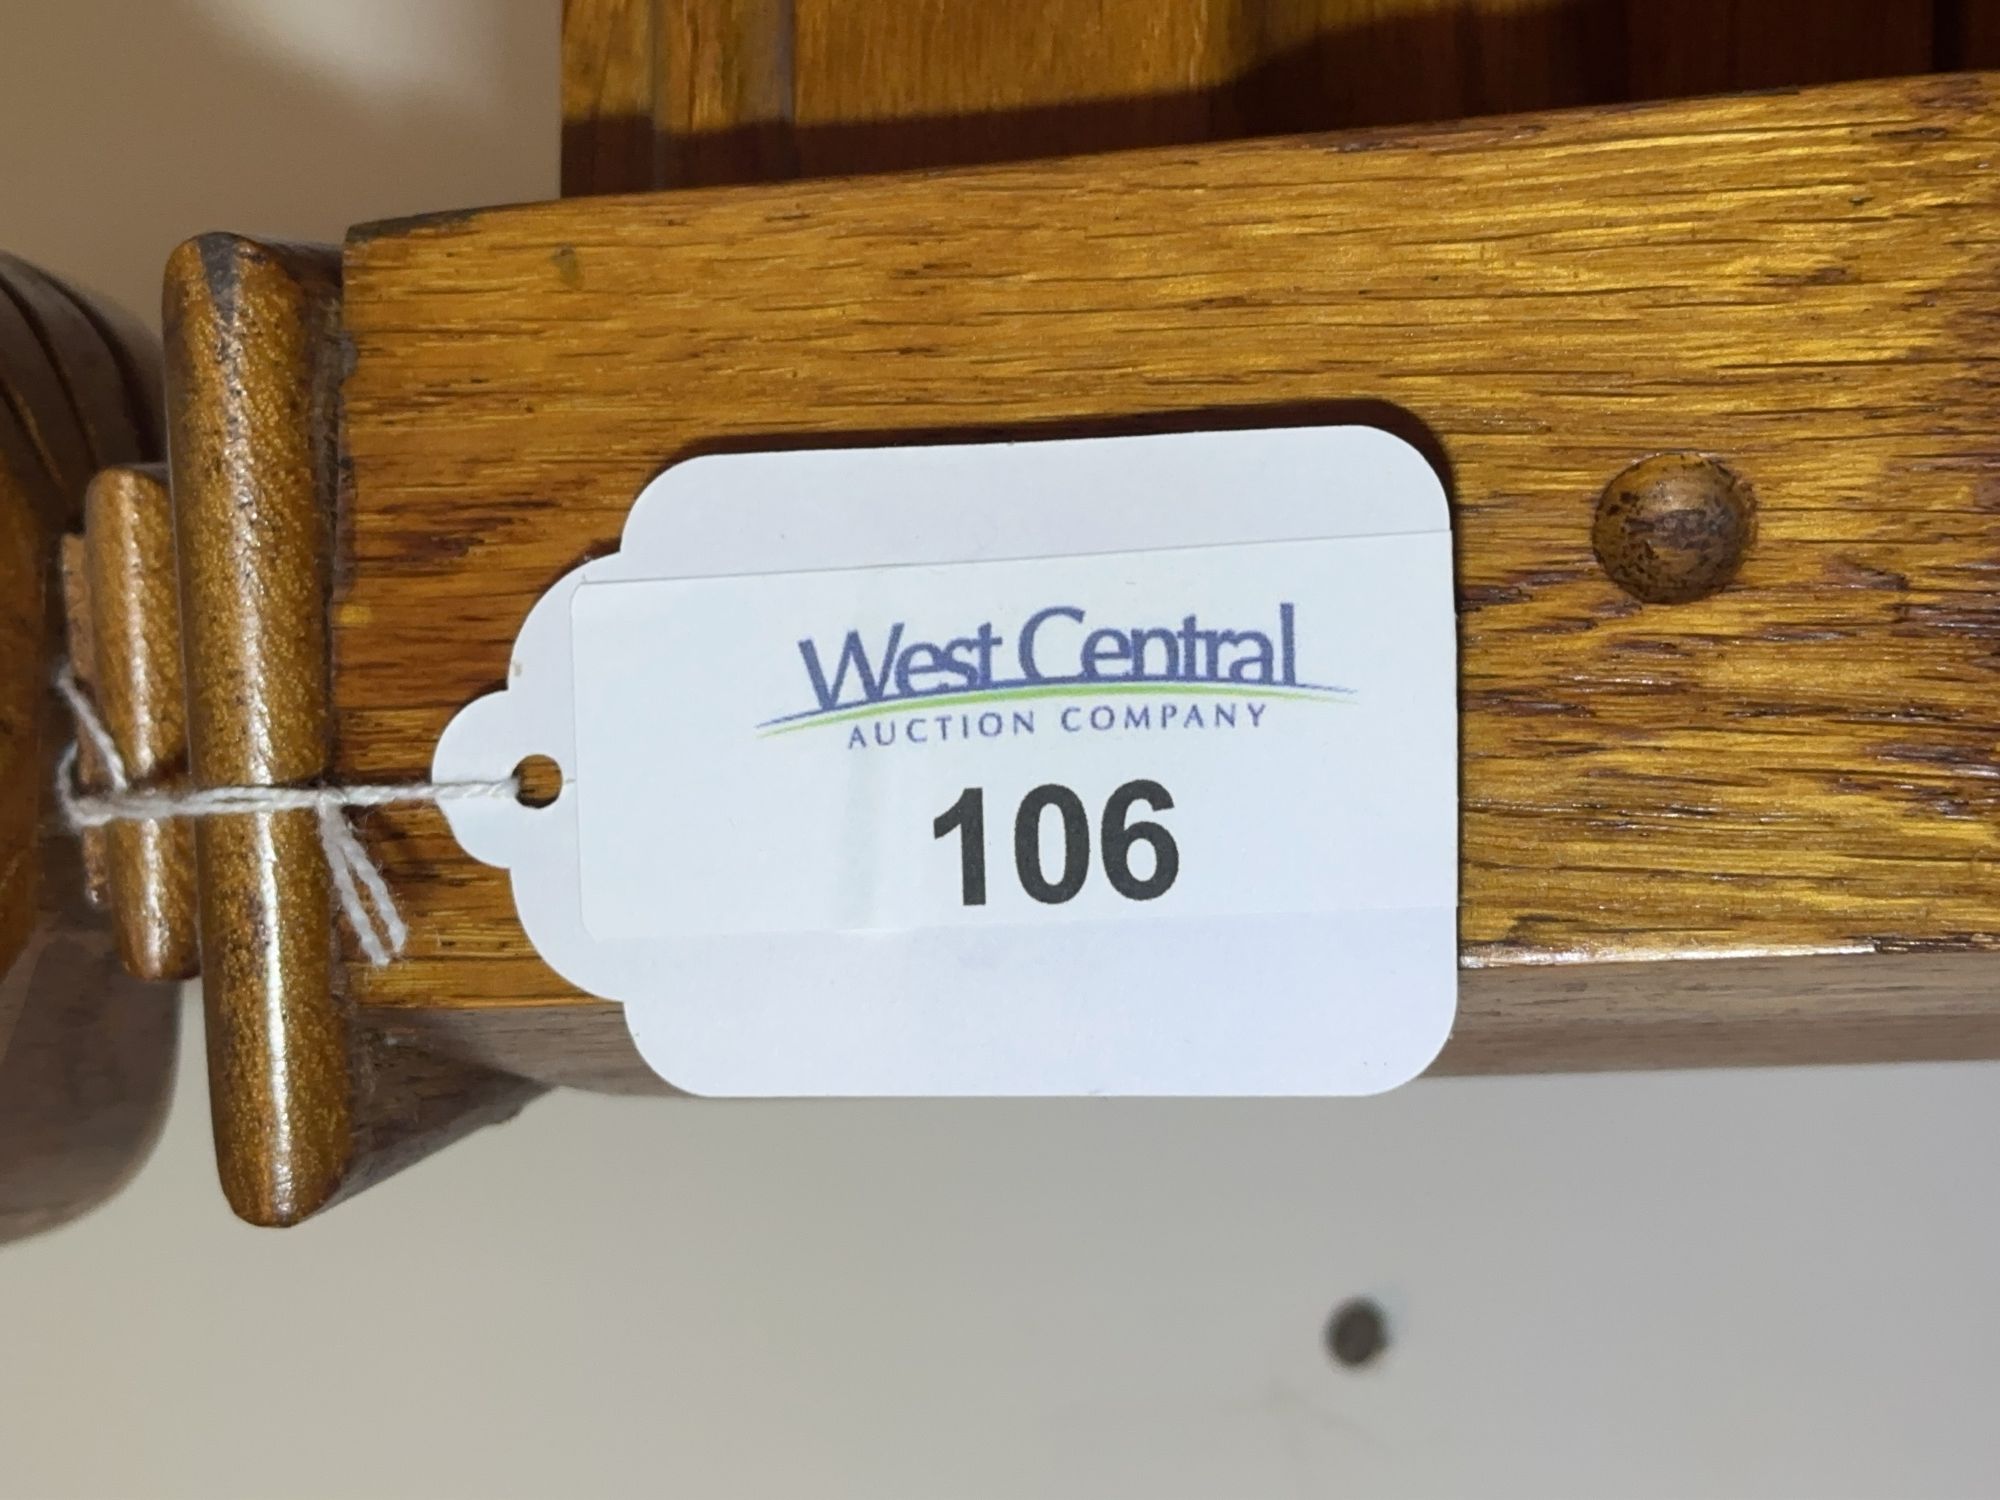 West Central
AUCTION COMPANY
106